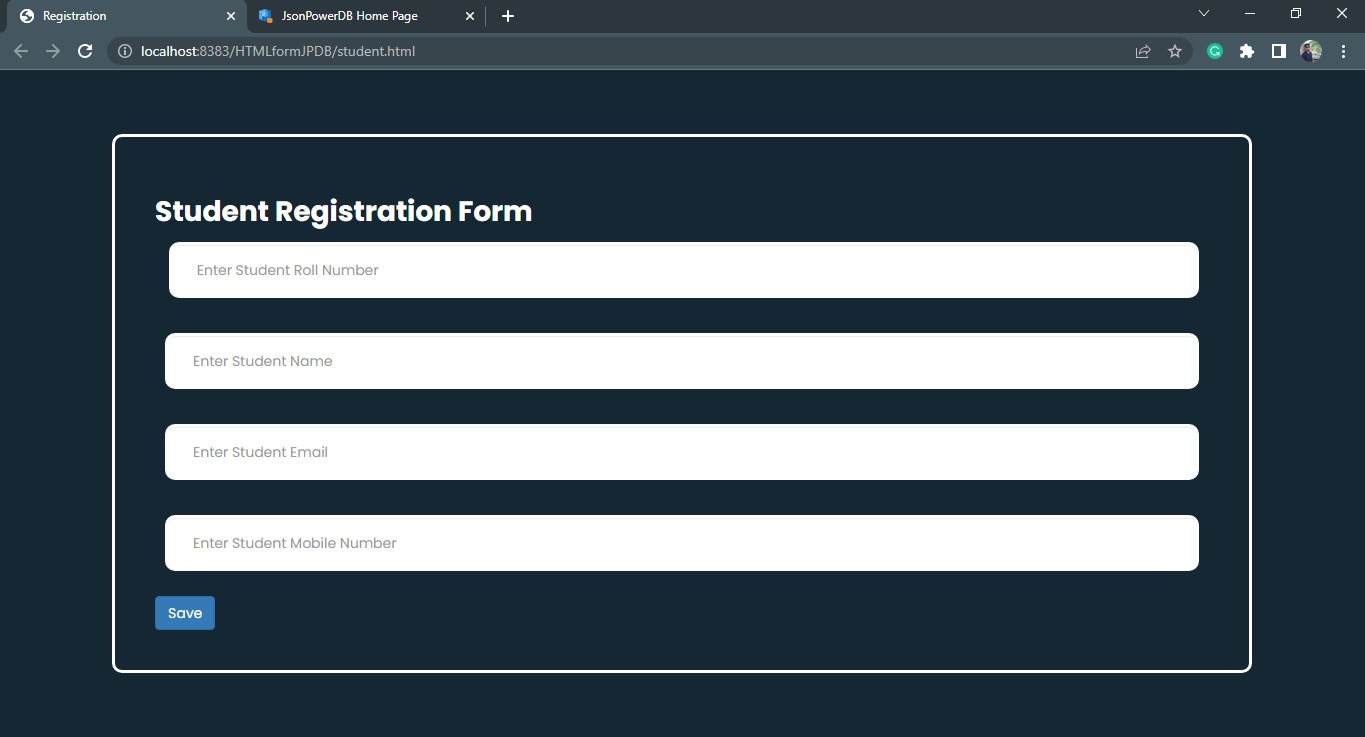 Registration
JsonPowerDB Home Page
localhost:8383/HTMLformJPDB/student.html
Student Registration Form
Enter Student Roll Number
Enter Student Name
Enter Student Email
Enter Student Mobile Number
Save